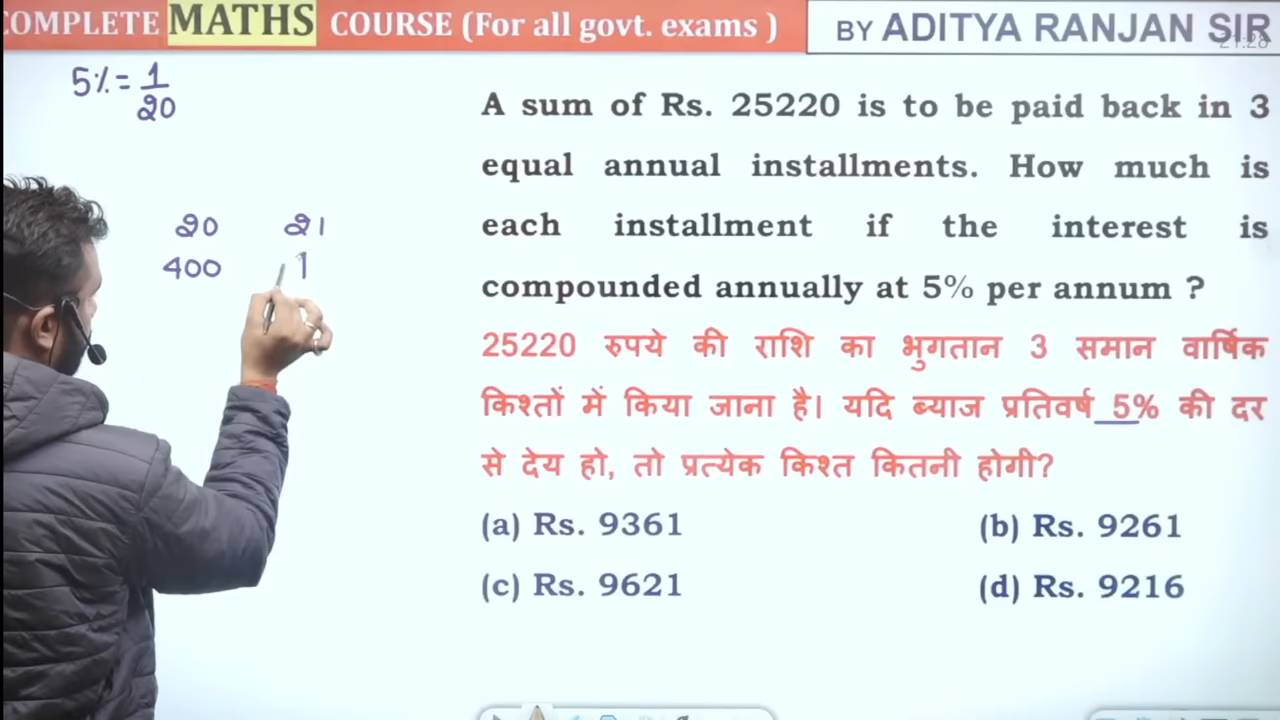 COMPLETE MATHS COURSE (For all govt. exams )
BY ADITYA RANJAN SIR
21:28
5% = 1/20
20 21
400 1
A sum of Rs. 25220 is to be paid back in 3
equal annual installments. How much is
each installment if the interest is
compounded annually at 5% per annum ?
25220 रुपये की राशि का भुगतान 3 समान वार्षिक
किश्तों में किया जाना है। यदि ब्याज प्रतिवर्ष 5% की दर
से देय हो, तो प्रत्येक किश्त कितनी होगी?
(a) Rs. 9361 (b) Rs. 9261
(c) Rs. 9621 (d) Rs. 9216